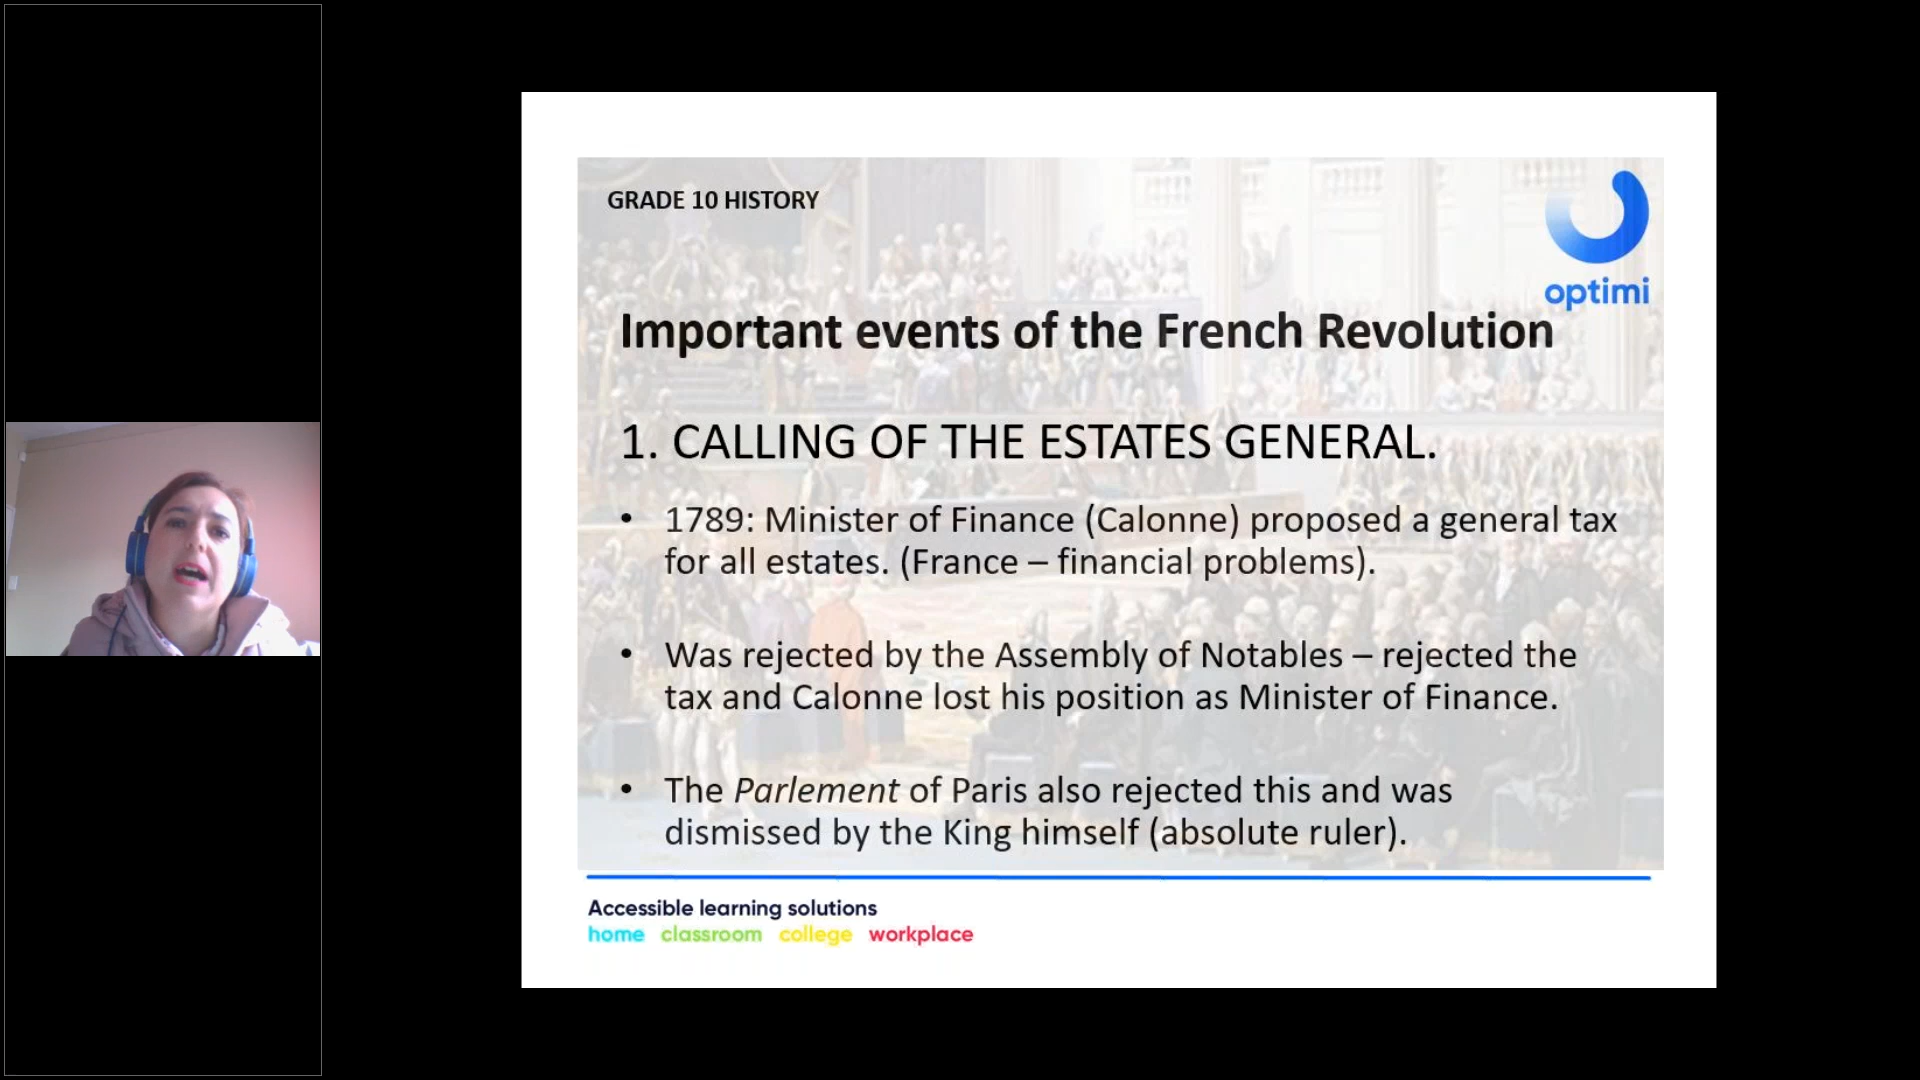 GRADE 10 HISTORY
optimi
Important events of the French Revolution
1. CALLING OF THE ESTATES GENERAL.
• 1789: Minister of Finance (Calonne) proposed a general tax
for all estates. (France – financial problems).
• Was rejected by the Assembly of Notables – rejected the
tax and Calonne lost his position as Minister of Finance.
• The Parlement of Paris also rejected this and was
dismissed by the King himself (absolute ruler).
Accessible learning solutions
home classroom college workplace